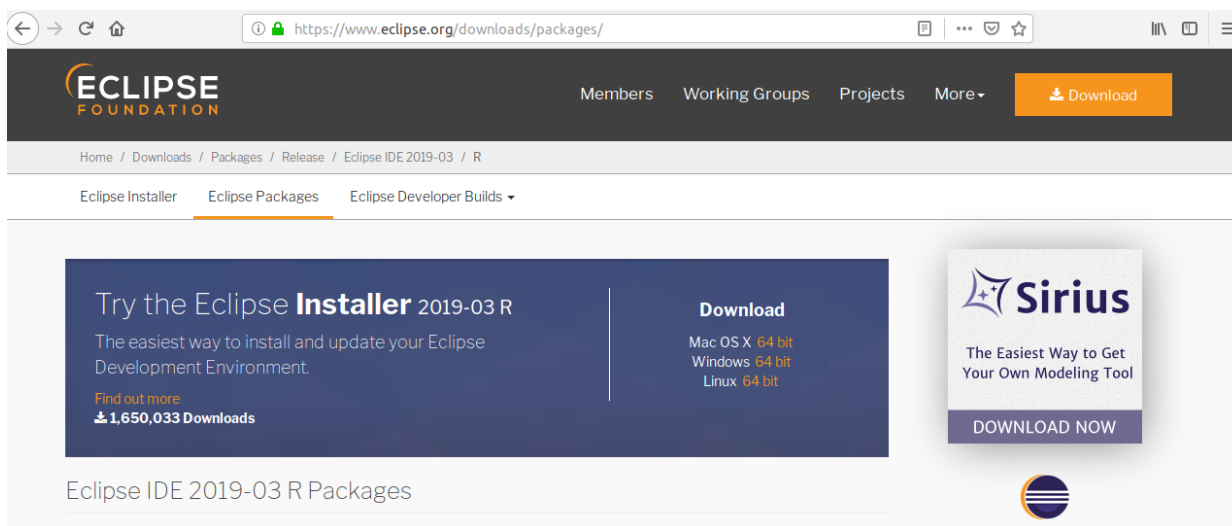 https://www.eclipse.org/downloads/packages/
ECLIPSE
FOUNDATION
Members Working Groups Projects More Download
Home / Downloads / Packages / Release / Eclipse IDE 2019-03 / R
Eclipse Installer Eclipse Packages Eclipse Developer Builds
Try the Eclipse Installer 2019-03 R
The easiest way to install and update your Eclipse
Development Environment.
Find out more
1,650,033 Downloads
Download
Mac OS X 64 bit
Windows 64 bit
Linux 64 bit
Sirius
The Easiest Way to Get
Your Own Modeling Tool
DOWNLOAD NOW
Eclipse IDE 2019-03 R Packages